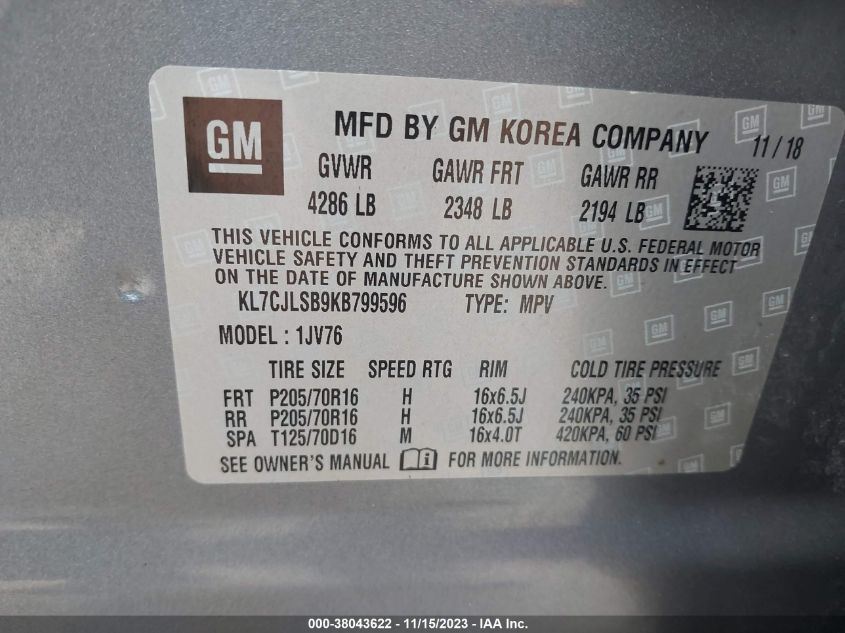 GM
MFD BY GM KOREA COMPANY 11 / 18
GVWR GAWR FRT GAWR RR
4286 LB 2348 LB 2194 LB
THIS VEHICLE CONFORMS TO ALL APPLICABLE U.S. FEDERAL MOTOR
VEHICLE SAFETY AND THEFT PREVENTION STANDARDS IN EFFECT
ON THE DATE OF MANUFACTURE SHOWN ABOVE.
KL7CJLSB9KB799596 TYPE: MPV
MODEL : 1JV76
TIRE SIZE SPEED RTG RIM COLD TIRE PRESSURE
FRT P205/70R16 H 16x6.5J 240KPA, 35 PSI
RR P205/70R16 H 16x6.5J 240KPA, 35 PSI
SPA T125/70D16 M 16x4.0T 420KPA, 60 PSI
SEE OWNER'S MANUAL i FOR MORE INFORMATION.
000-38043622 - 11/15/2023 - IAA Inc.